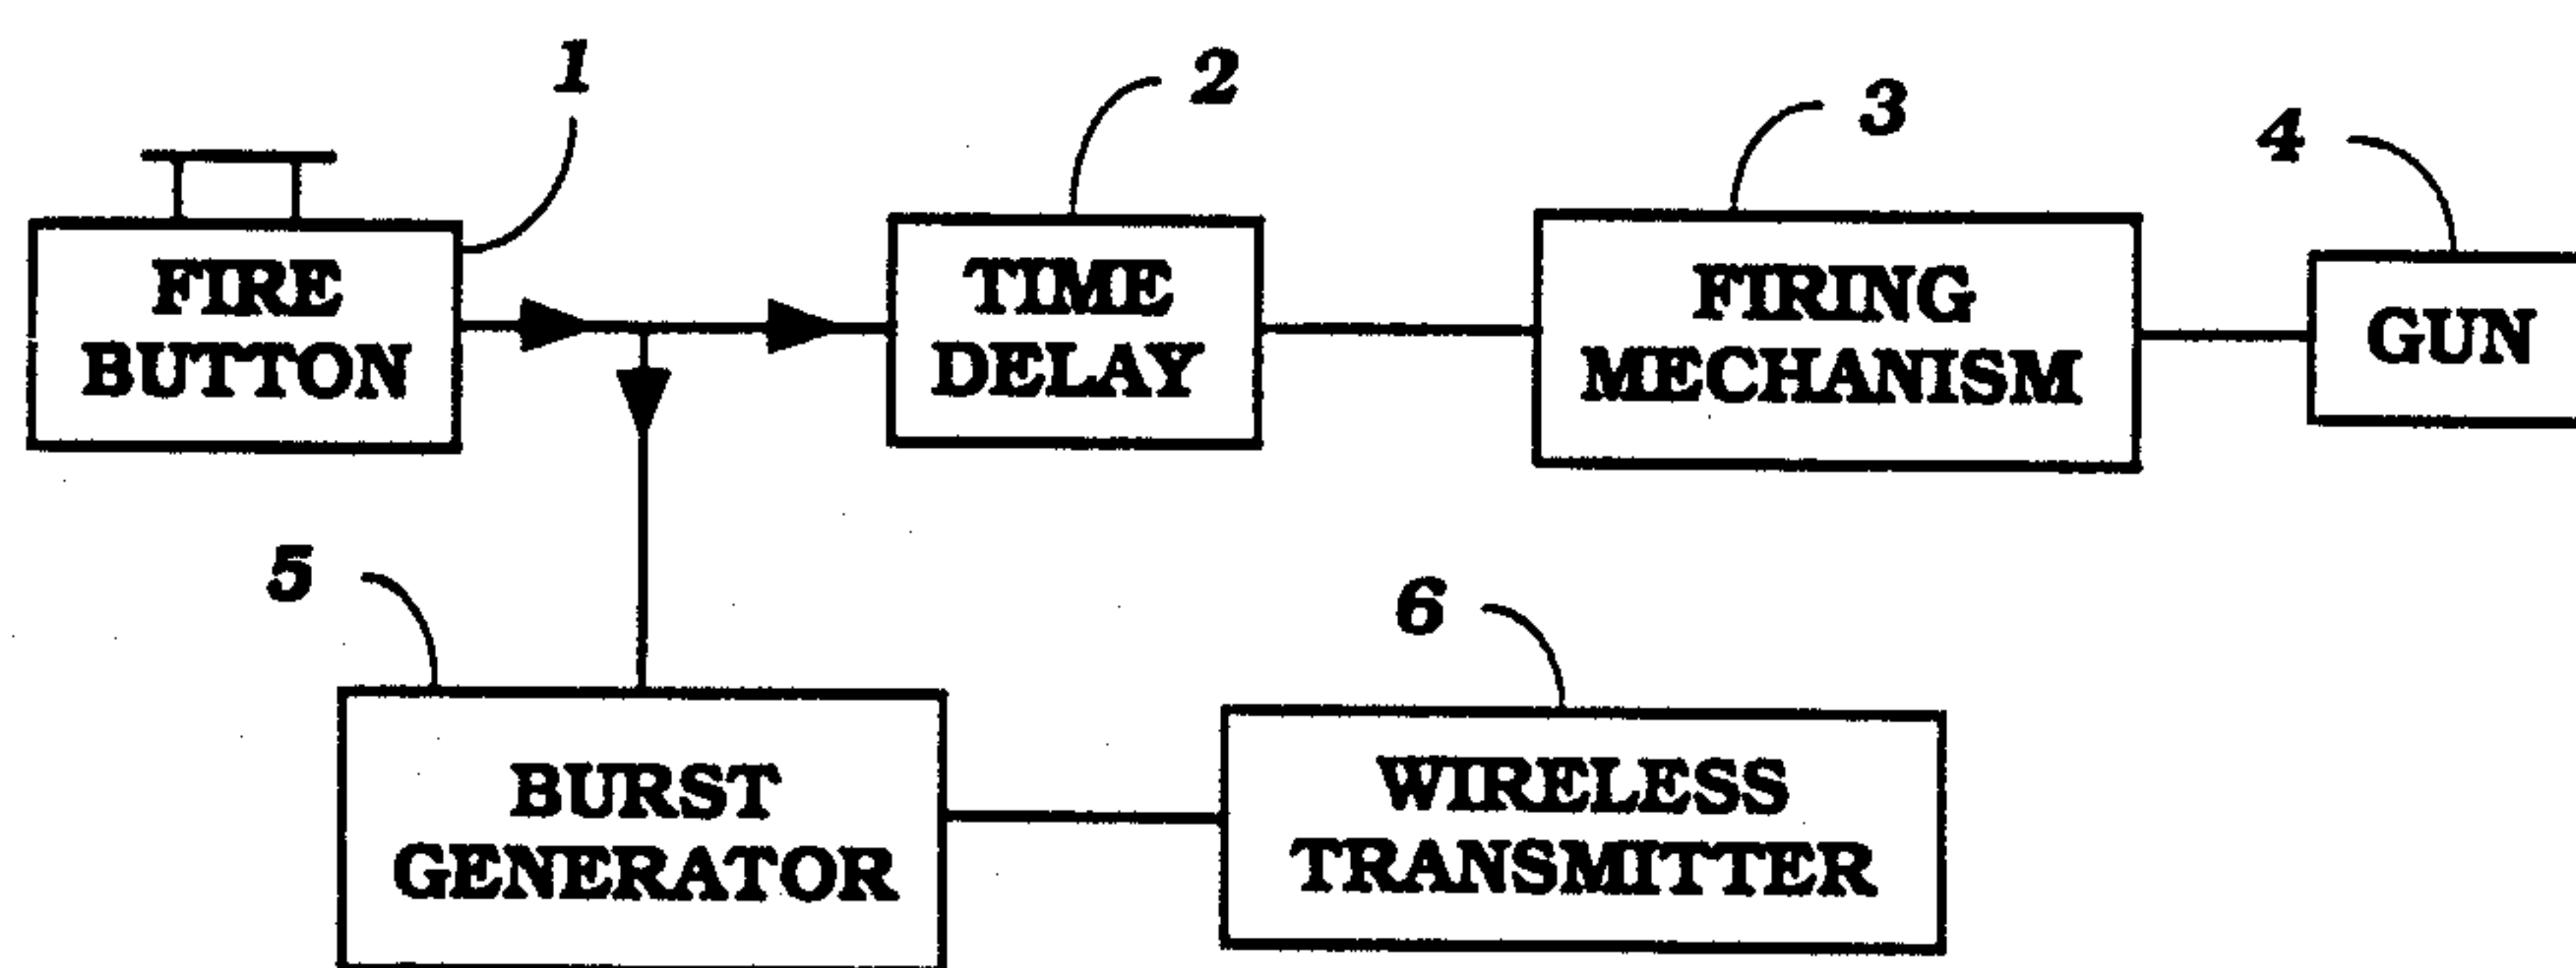 1
2
3
4
FIRE
BUTTON
TIME
DELAY
FIRING
MECHANISM
GUN
5
6
BURST
GENERATOR
WIRELESS
TRANSMITTER